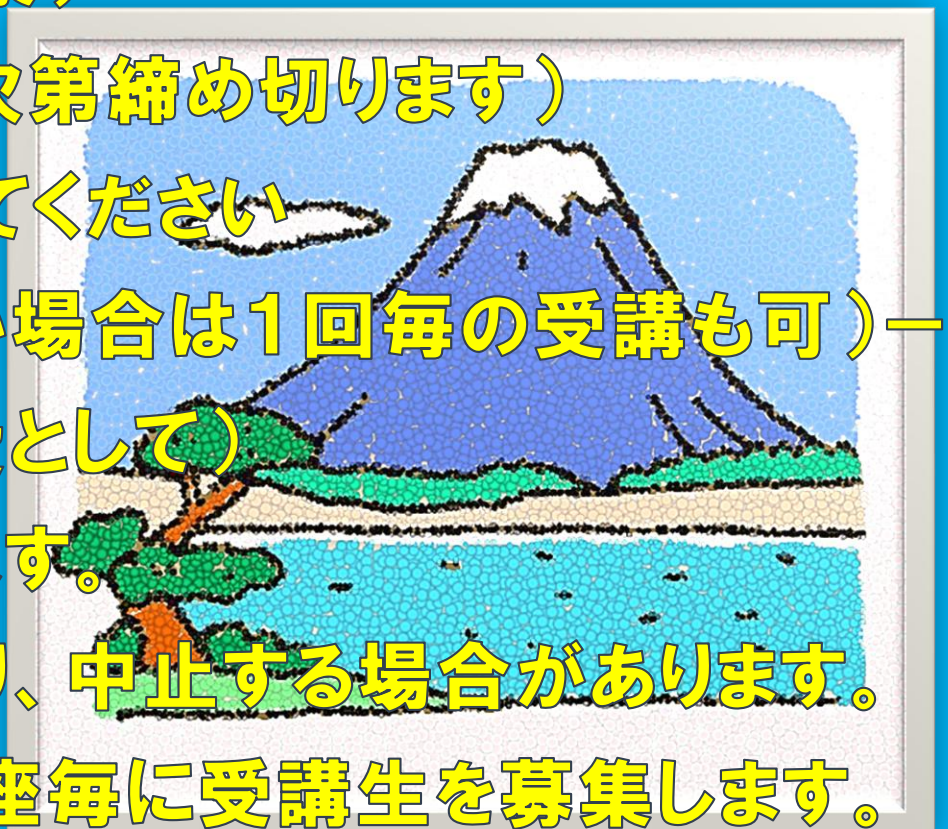 第締め切ります）
てください
場合は１回毎の受講も可）－
として）
す。
、中止する場合があります。
座毎に受講生を募集します。